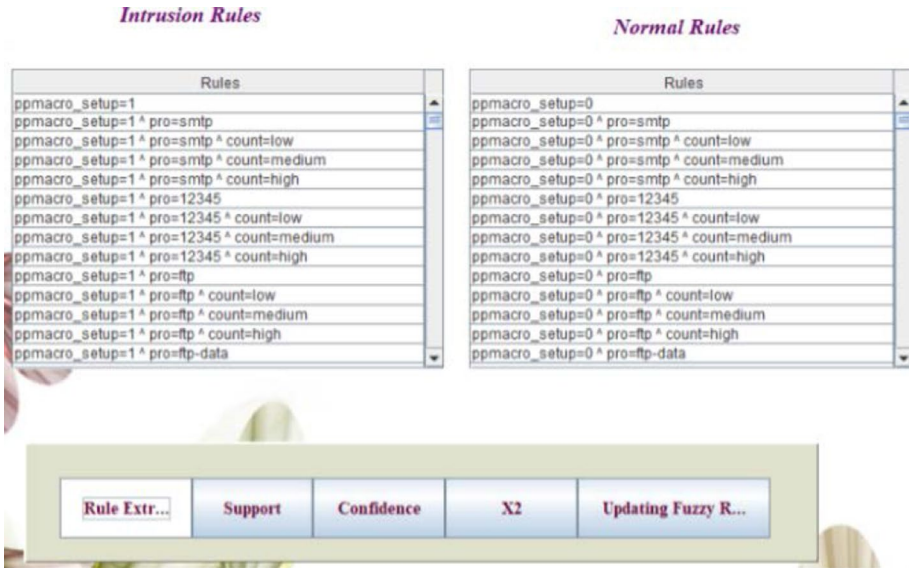 Intrusion Rules
Normal Rules
Rules
ppmacro_setup=1
ppmacro_setup=1 ^ pro=smtp
ppmacro_setup=1 ^ pro=smtp ^ count=low
ppmacro_setup=1 ^ pro=smtp ^ count=medium
ppmacro_setup=1 ^ pro=smtp ^ count=high
ppmacro_setup=1 ^ pro=12345
ppmacro_setup=1 ^ pro=12345 ^ count=low
ppmacro_setup=1 ^ pro=12345 ^ count=medium
ppmacro_setup=1 ^ pro=12345 ^ count=high
ppmacro_setup=1 ^ pro=ftp
ppmacro_setup=1 ^ pro=ftp ^ count=low
ppmacro_setup=1 ^ pro=ftp ^ count=medium
ppmacro_setup=1 ^ pro=ftp ^ count=high
ppmacro_setup=1 ^ pro=ftp-data
Rules
ppmacro_setup=0
ppmacro_setup=0 ^ pro=smtp
ppmacro_setup=0 ^ pro=smtp ^ count=low
ppmacro_setup=0 ^ pro=smtp ^ count=medium
ppmacro_setup=0 ^ pro=smtp ^ count=high
ppmacro_setup=0 ^ pro=12345
ppmacro_setup=0 ^ pro=12345 ^ count=low
ppmacro_setup=0 ^ pro=12345 ^ count=medium
ppmacro_setup=0 ^ pro=12345 ^ count=high
ppmacro_setup=0 ^ pro=ftp
ppmacro_setup=0 ^ pro=ftp ^ count=low
ppmacro_setup=0 ^ pro=ftp ^ count=medium
ppmacro_setup=0 ^ pro=ftp ^ count=high
ppmacro_setup=0 ^ pro=ftp-data
Rule Extr...
Support
Confidence
X2
Updating Fuzzy R...